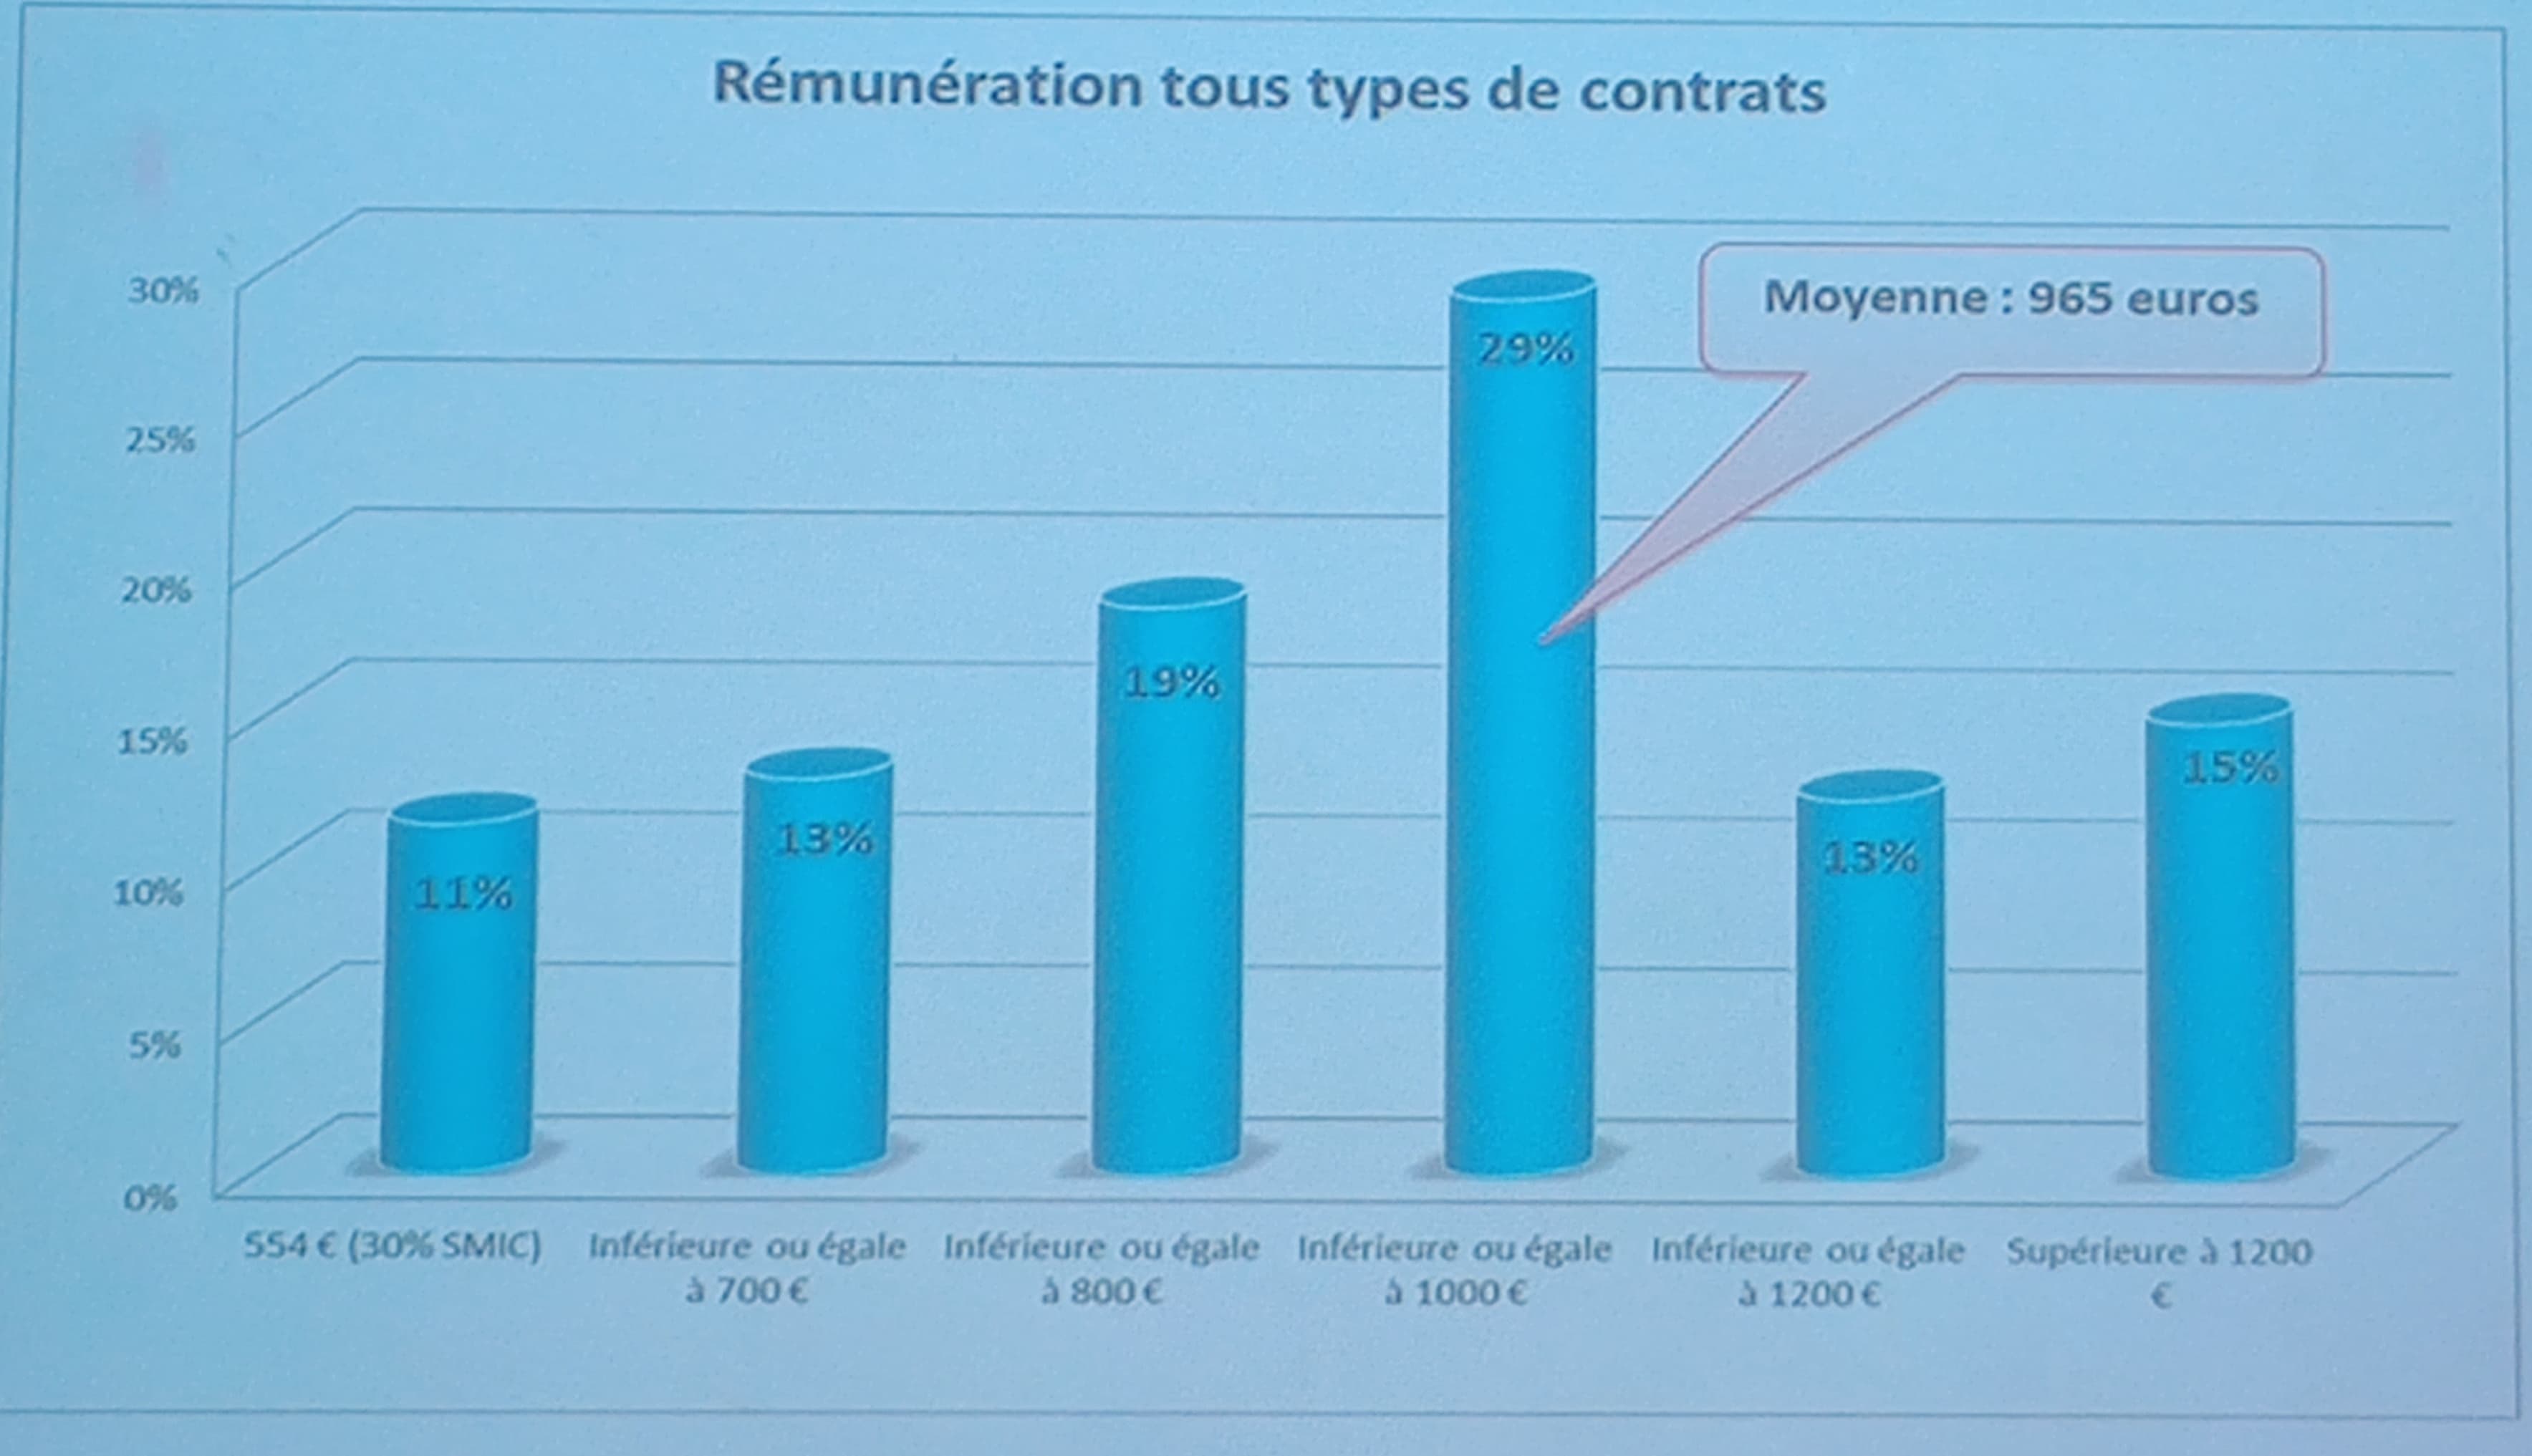 Rémunération tous types de contrats
30%
25%
20%
15%
10%
5%
0%
Moyenne : 965 euros
11%
13%
19%
29%
13%
15%
554 € (30% SMIC)
Inférieure ou égale
à 700 €
Inférieure ou égale
à 800 €
Inférieure ou égale
à 1000 €
Inférieure ou égale
à 1200 €
Supérieure à 1200
€